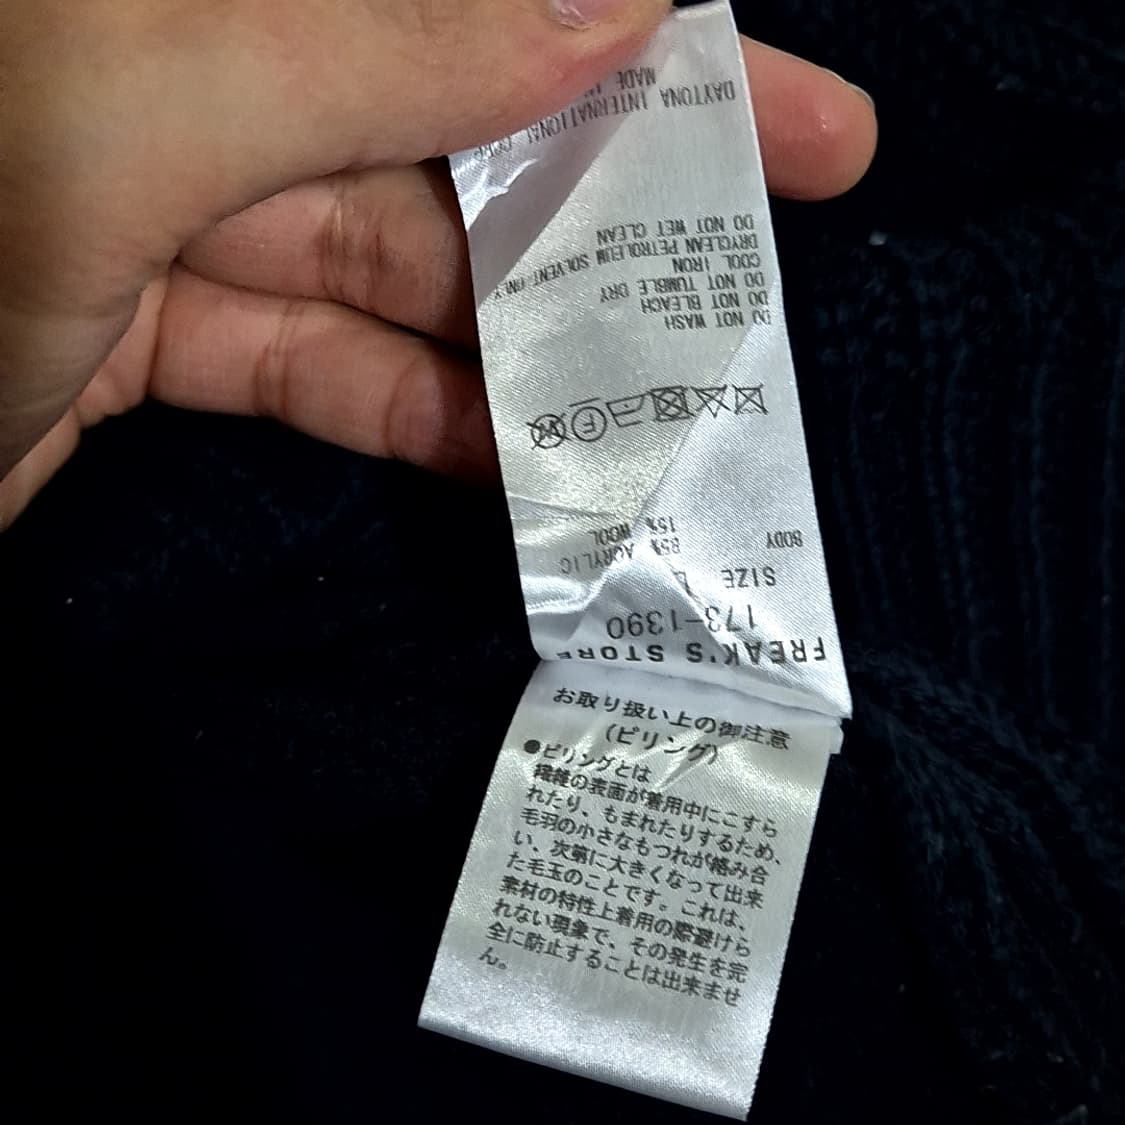 FREAK'S STORE
173-1390
SIZE L
BODY 85% ACRYLIC
15% WOOL
DO NOT WASH
DO NOT BLEACH
DO NOT TUMBLE DRY
COOL IRON
DRYCLEAN PETROLEUM SOLVENT ONLY
DO NOT WET CLEAN
DAYTONA INTERNATIONAL CORP
MADE IN
お取り扱い上の御注意
(ピリング)
●ピリングとは
繊維の表面が着用中にこすら
れたり、もまれたりするため、
毛羽の小さなもつれが絡み合
い、次第に大きくなって出来
た毛玉のことです。これは、
素材の特性上着用の際避けら
れない現象で、その発生を完
全に防止することは出来ませ
ん。